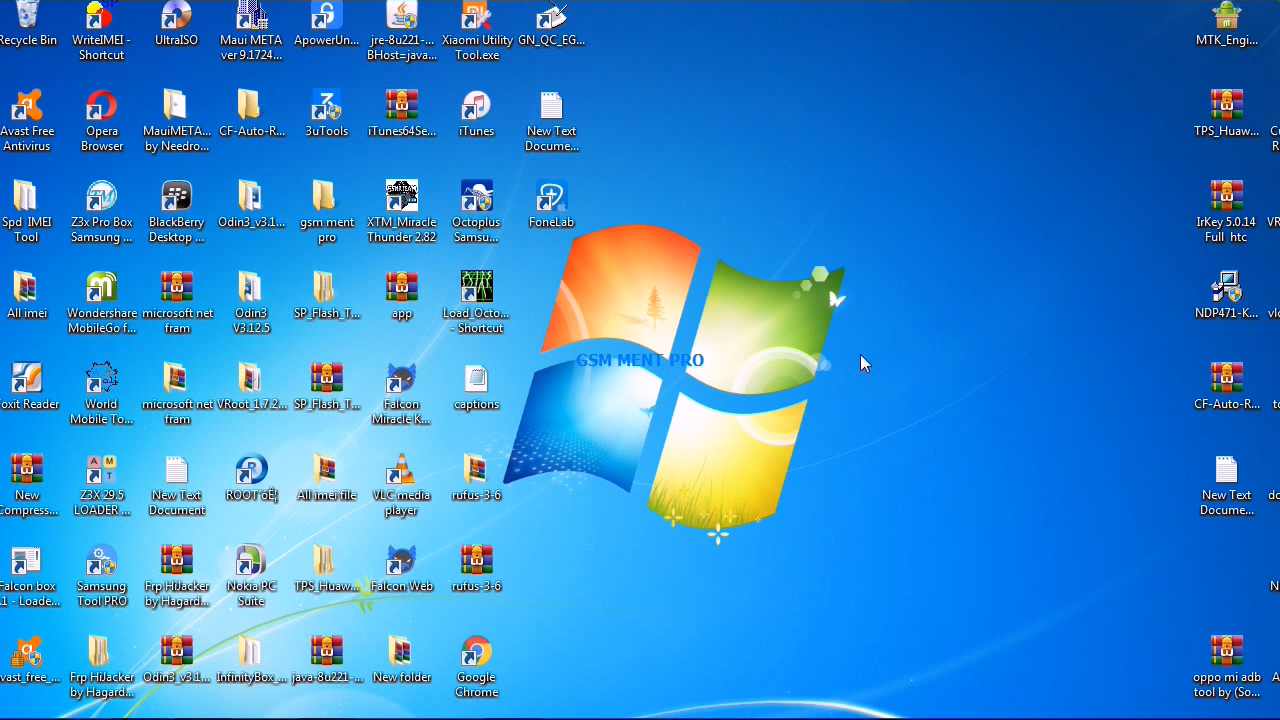 Recycle Bin
WriteIMEI -
Shortcut
UltraISO
Maui META
ver 9.1724...
ApowerUn...
jre-8u221-...
BHost=java...
Xiaomi Utility
Tool.exe
GN_QC_EG...
MTK_Engi...
Avast Free
Antivirus
Opera
Browser
MauiMETA...
by Needro...
CF-Auto-R...
3uTools
iTunes64Se...
iTunes
New Text
Docume...
TPS_Huaw...
Spd IMEI
Tool
Z3x Pro Box
Samsung ...
BlackBerry
Desktop ...
Odin3_v3.1...
gsm ment
pro
XTM_Miracle
Thunder 2.82
Octoplus
Samsu...
FoneLab
IrKey 5.0.14
Full htc
All imei
Wondershare
MobileGo f...
microsoft net
fram
Odin3
V3.12.5
SP_Flash_T...
app
Load_Octo...
- Shortcut
NDP471-K...
GSM MENT PRO
oxit Reader
World
Mobile To...
microsoft net
fram
VRoot_1.7.2...
SP_Flash_T...
Falcon
Miracle K...
captions
CF-Auto-R...
New
Compress...
Z3X 29.5
LOADER ...
New Text
Document
ROOT
All imei file
VLC media
player
rufus-3-6
New Text
Docume...
Falcon box
.1 - Loade...
Samsung
Tool PRO
Frp HiJacker
by Hagard...
Nokia PC
Suite
TPS_Huaw...
Falcon Web
rufus-3-6
vast_free_...
Frp HiJacker
by Hagard...
Odin3_v3.1...
InfinityBox_...
java-8u221-...
New folder
Google
Chrome
oppo mi adb
tool by (So...